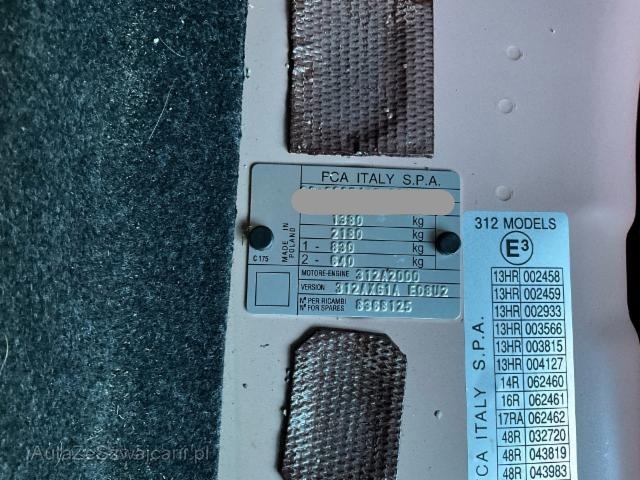 FCA ITALY S.P.A.
1330 kg
2130 kg
1 - 830 kg
2 - 640 kg
MADE IN
POLAND
C 175
MOTORE-ENGINE 312A2000
VERSION 312AXG1A E08U2
N° PER RICAMBI
N° FOR SPARES 8368125
312 MODELS
E3
13HR 002458
13HR 002459
13HR 002933
13HR 003566
13HR 003815
13HR 004127
14R 062460
16R 062461
17RA 062462
48R 032720
48R 043819
48R 043983
FCA ITALY S.P.A.
AutaZeSzwajcarii.pl